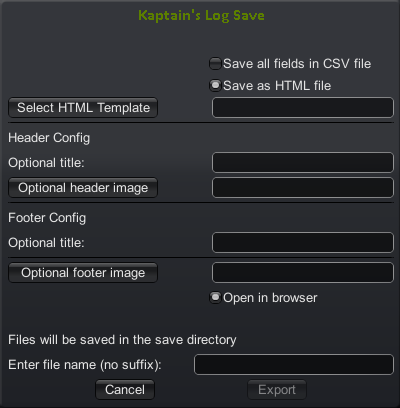 Kaptain's Log Save
Save all fields in CSV file
Save as HTML file
Select HTML Template
Header Config
Optional title:
Optional header image
Footer Config
Optional title:
Optional footer image
Open in browser
Files will be saved in the save directory
Enter file name (no suffix):
Cancel Export